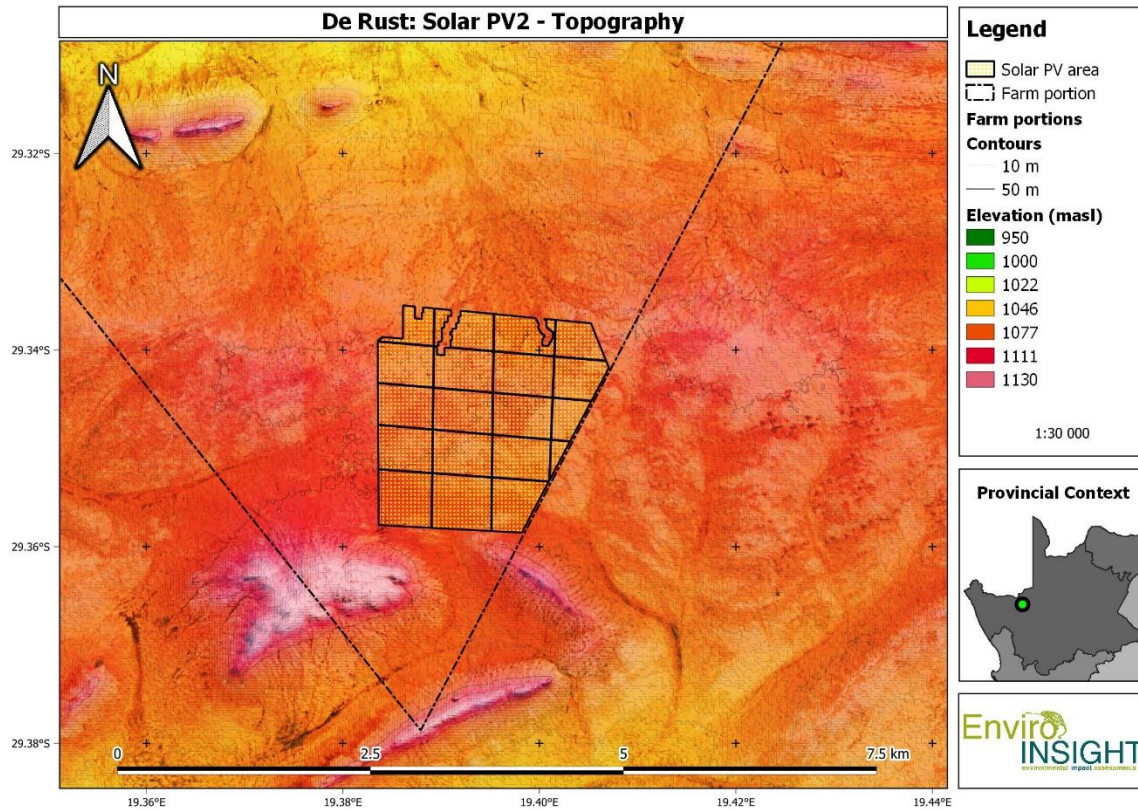 De Rust: Solar PV2 - Topography
N
29.32°S
29.34°S
29.36°S
29.38°S
0
2.5
5
7.5 km
19.36°E
19.38°E
19.40°E
19.42°E
19.44°E
Legend
Solar PV area
Farm portion
Farm portions
Contours
10 m
50 m
Elevation (masl)
950
1000
1022
1046
1077
1111
1130
1:30 000
Provincial Context
Enviro
INSIGHT
environmental impact assessments